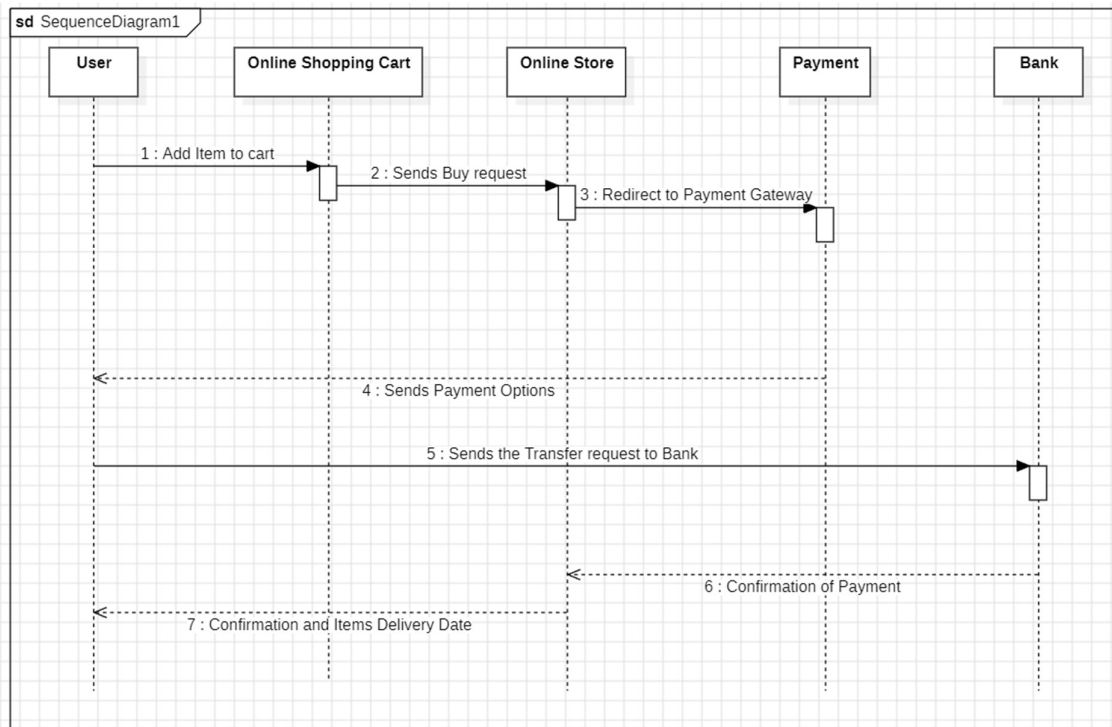 sd SequenceDiagram1
User
Online Shopping Cart
Online Store
Payment
Bank
1 : Add Item to cart
2 : Sends Buy request
3 : Redirect to Payment Gateway
4 : Sends Payment Options
5 : Sends the Transfer request to Bank
6 : Confirmation of Payment
7 : Confirmation and Items Delivery Date